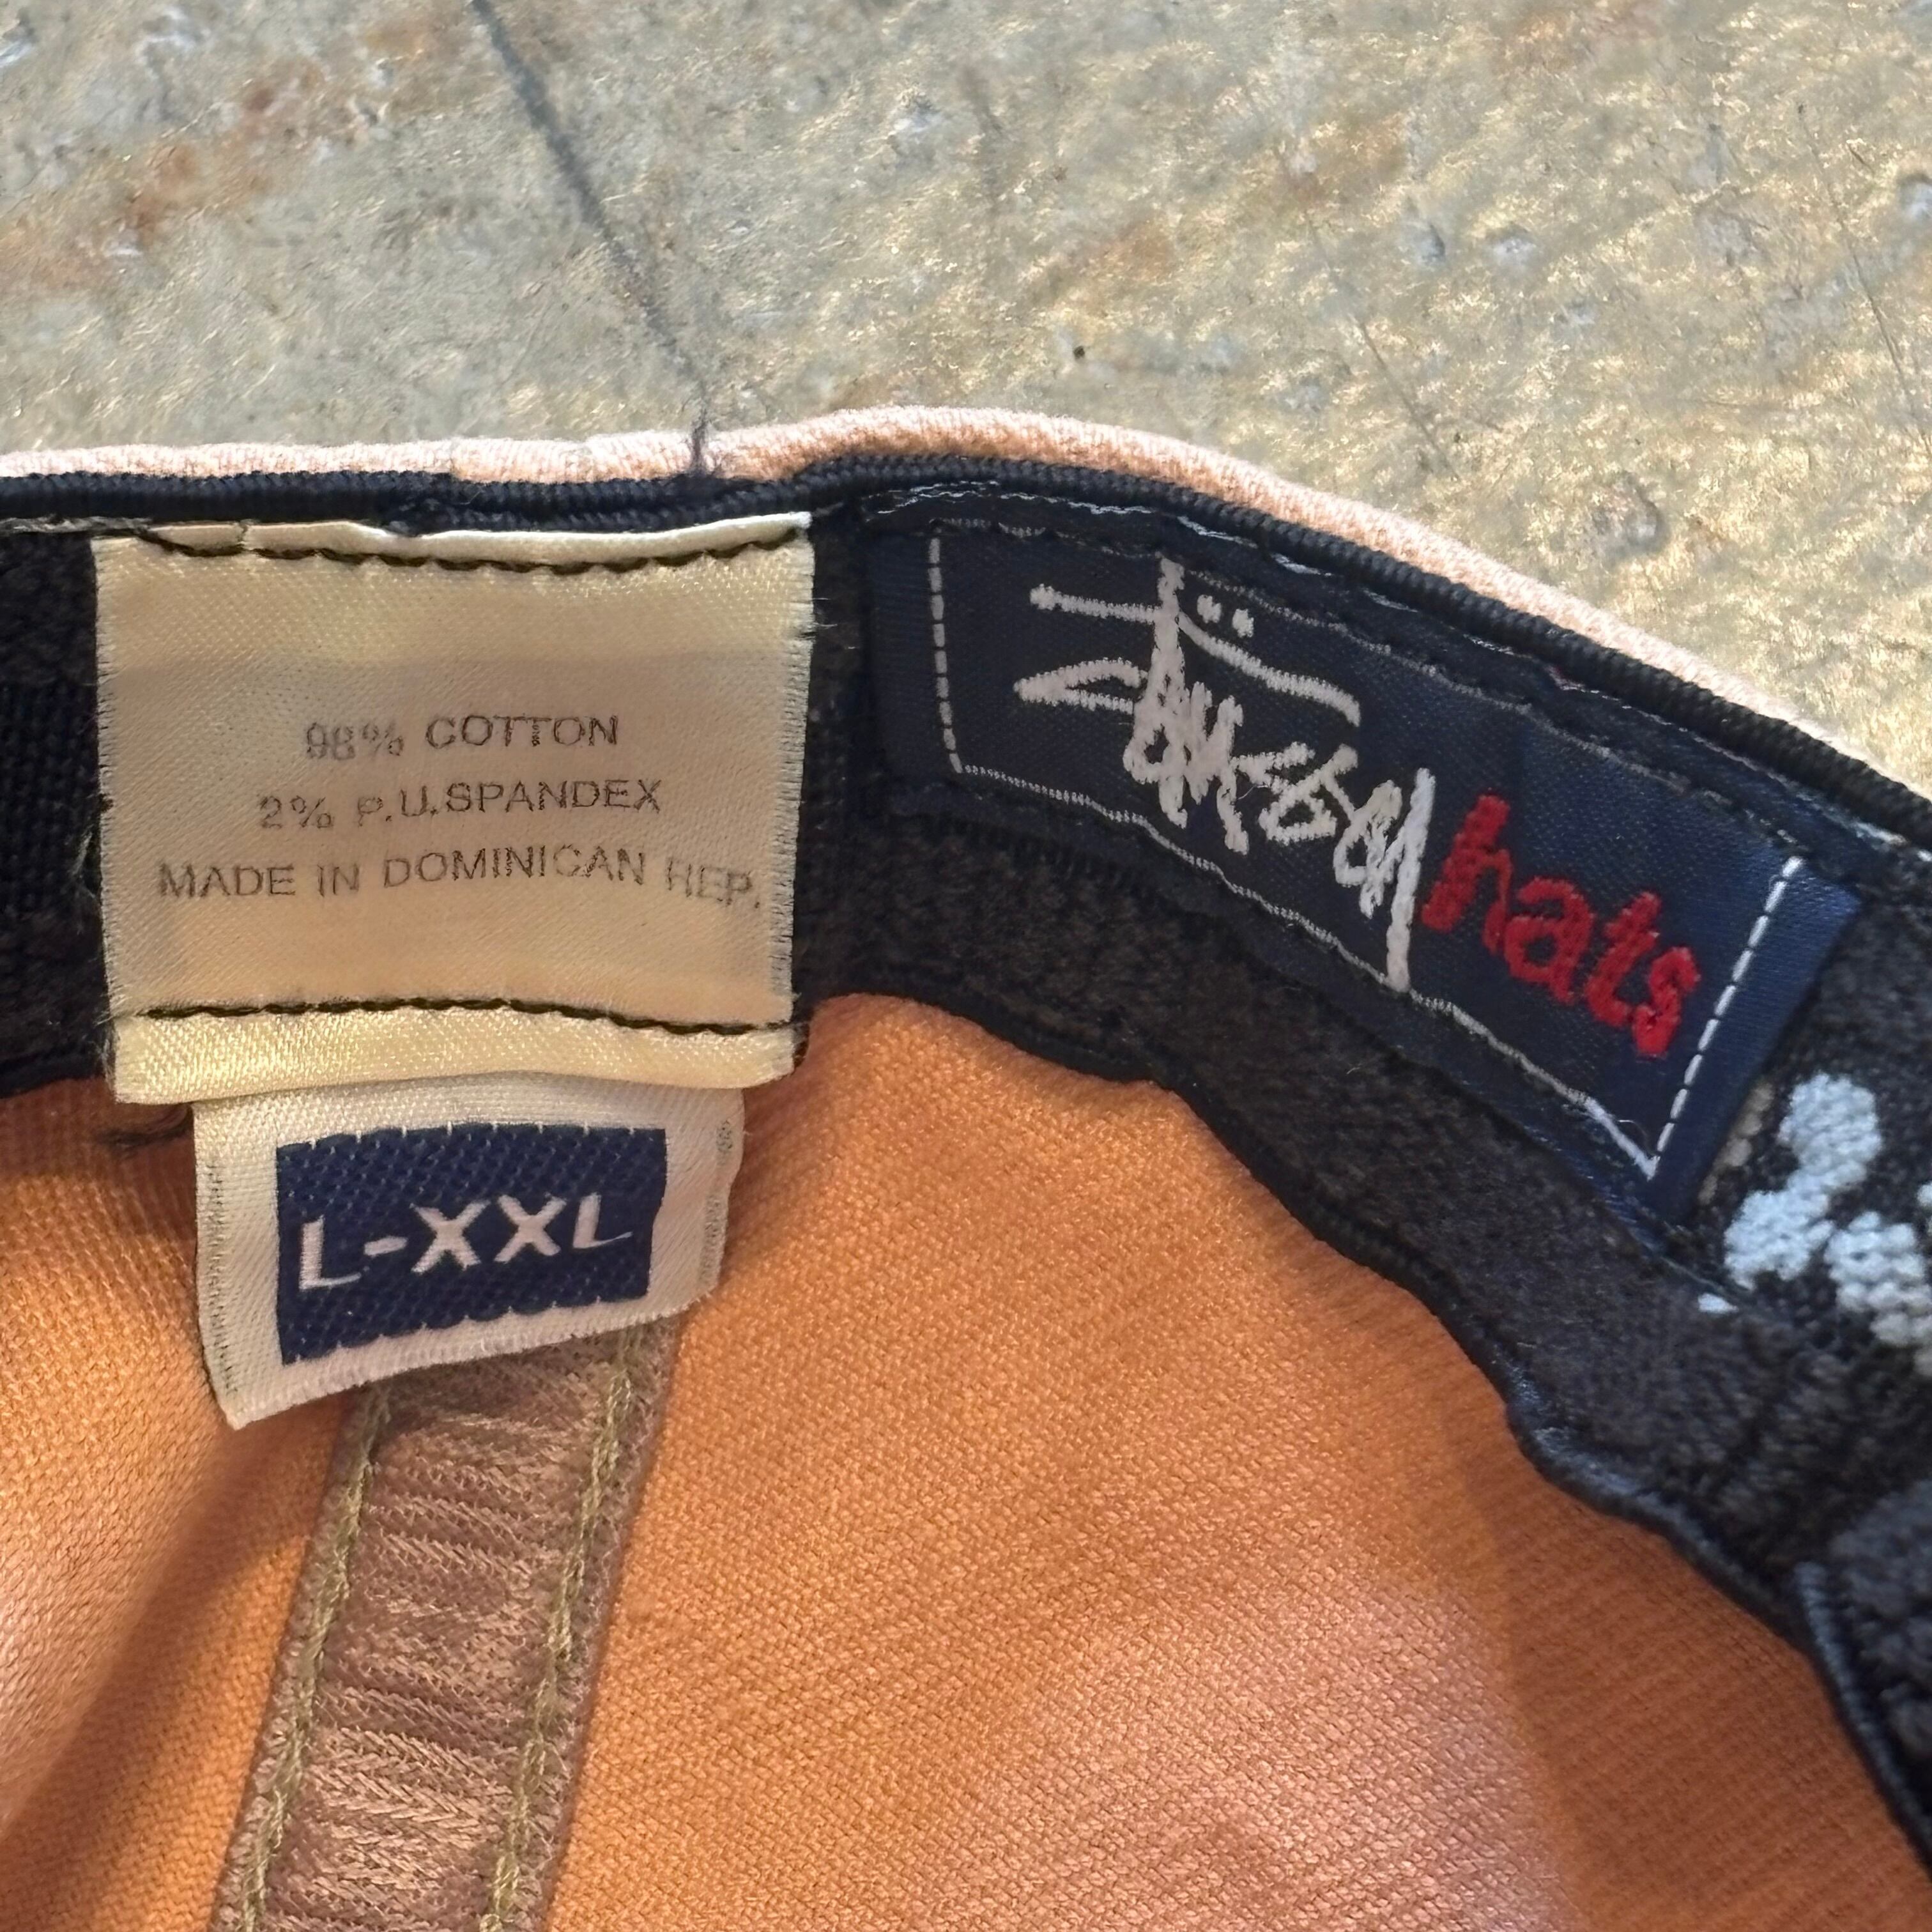 98% COTTON
2% P.U.SPANDEX
MADE IN DOMINICAN REP.
L-XXL
Stüssy hats